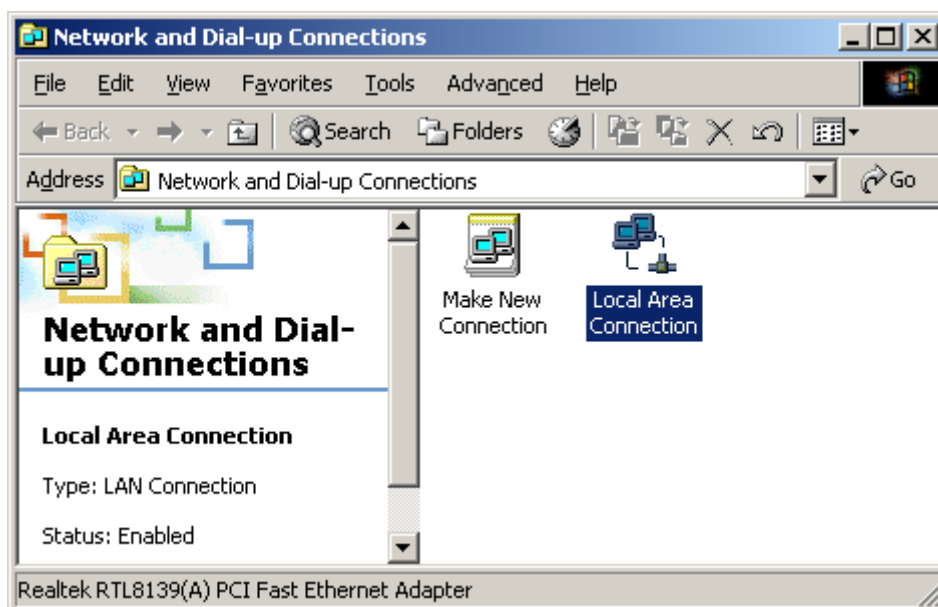 Network and Dial-up Connections
File Edit View Favorites Tools Advanced Help
Back Search Folders
Address Network and Dial-up Connections Go
Make New
Connection
Local Area
Connection
Network and Dial-
up Connections
Local Area Connection
Type: LAN Connection
Status: Enabled
Realtek RTL8139(A) PCI Fast Ethernet Adapter